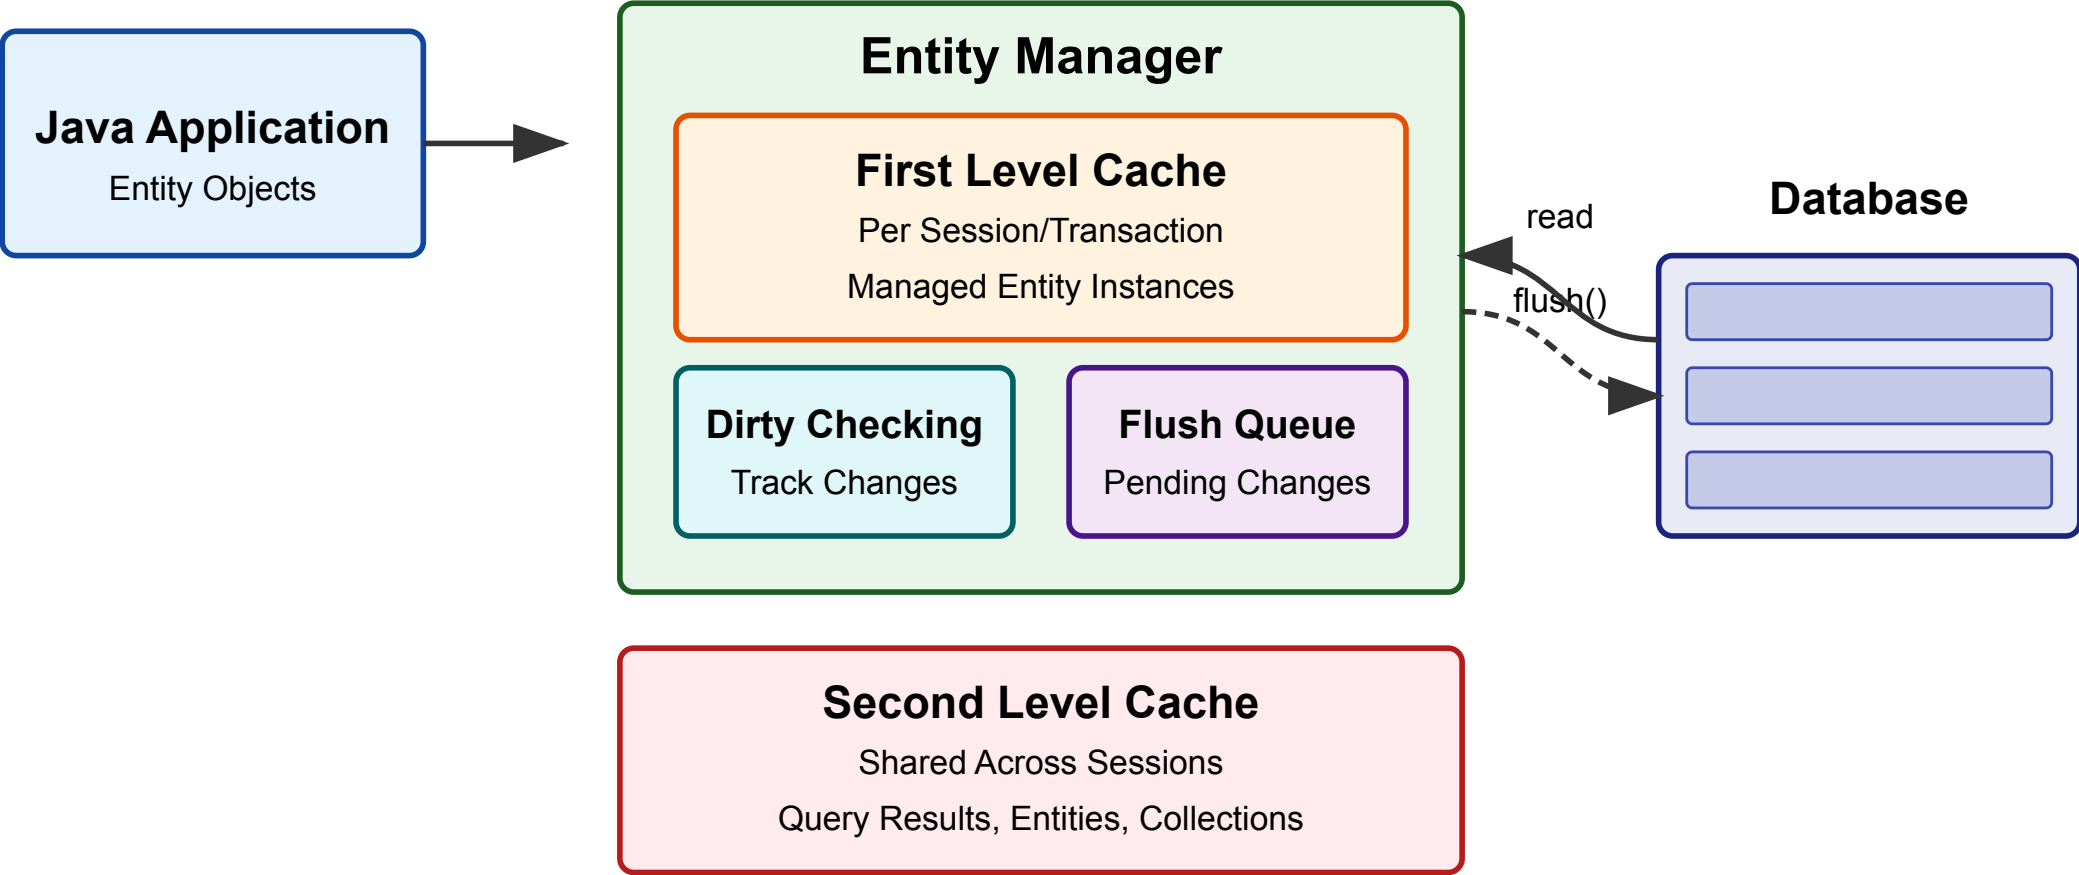 Java Application
Entity Objects
Entity Manager
First Level Cache
Per Session/Transaction
Managed Entity Instances
Dirty Checking
Track Changes
Flush Queue
Pending Changes
read
flush()
Database
Second Level Cache
Shared Across Sessions
Query Results, Entities, Collections